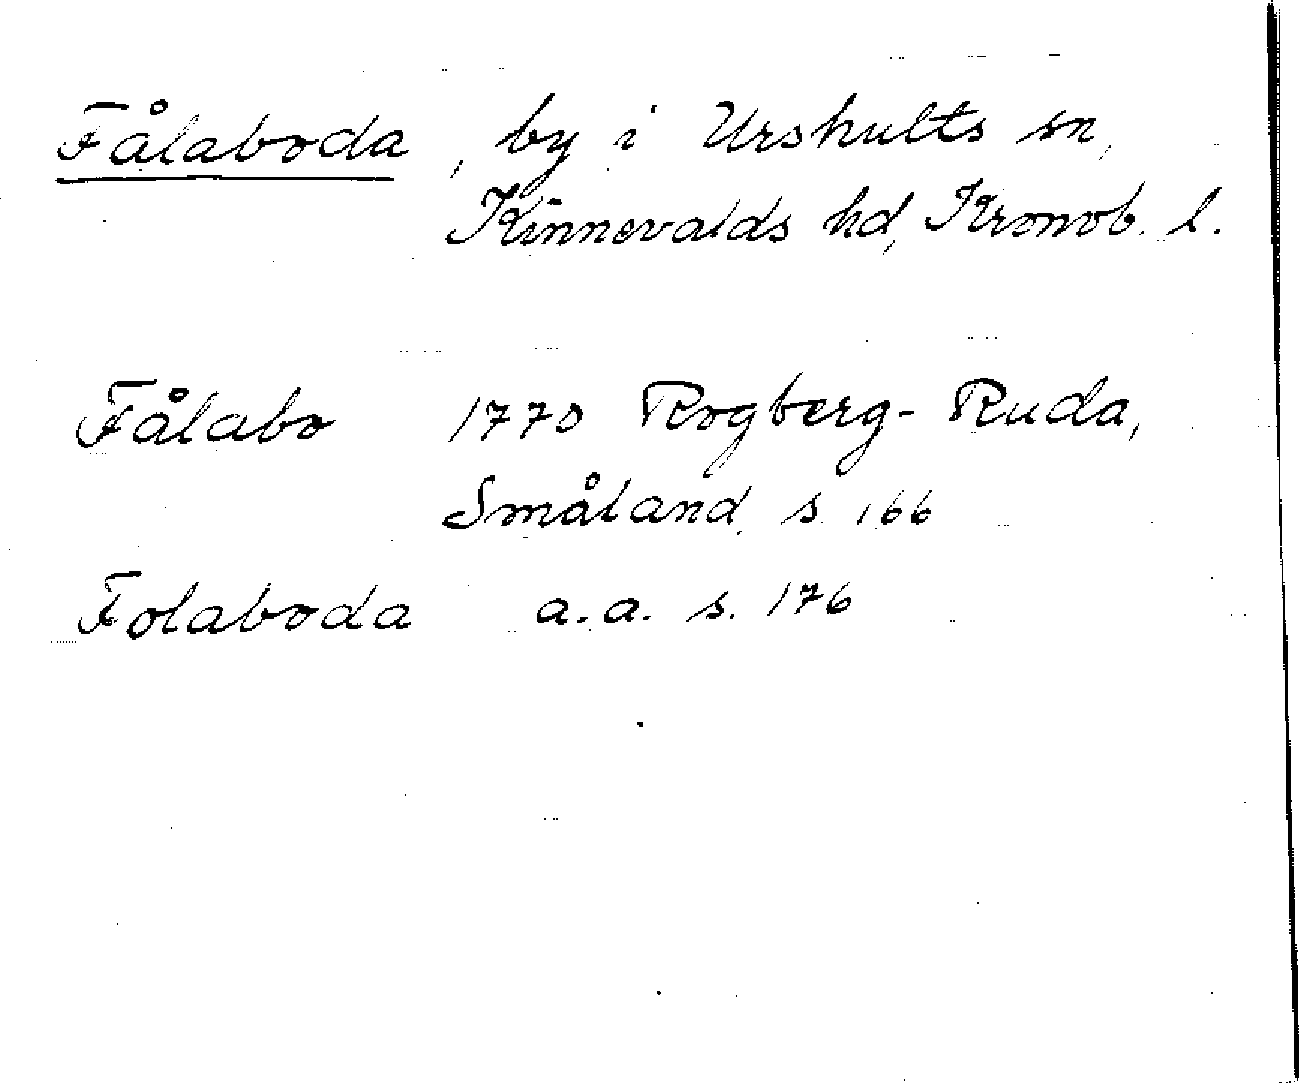 Fålaboda, by i Urshults sn,
Kinnevalds hd, Kronob. l.
Fålabo 1770 Rogberg-Ruda,
Småland s 166
Folaboda a.a. s. 176